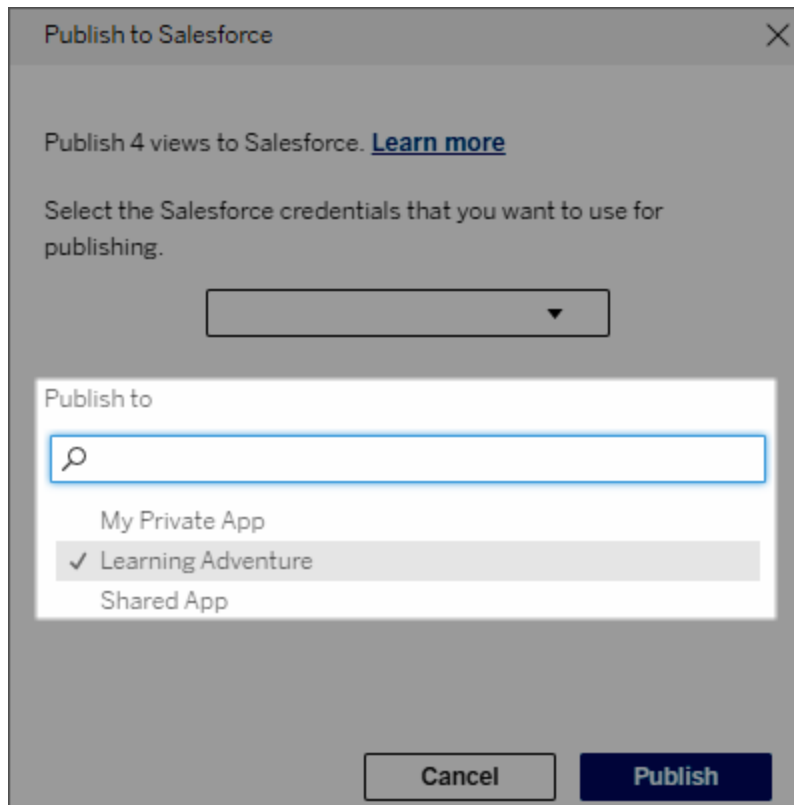 Publish to Salesforce
Publish 4 views to Salesforce. Learn more
Select the Salesforce credentials that you want to use for
publishing.
Publish to
My Private App
Learning Adventure
Shared App
Cancel
Publish